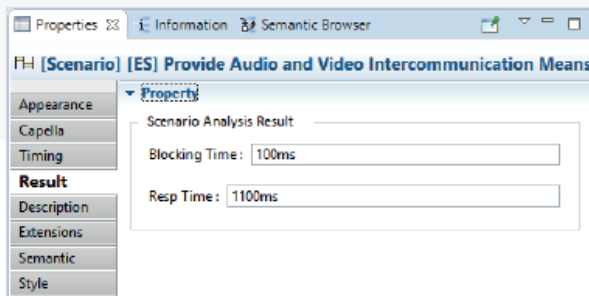 Properties Information Semantic Browser
[Scenario] [ES] Provide Audio and Video Intercommunication Means
Property
Appearance
Scenario Analysis Result
Capella
Blocking Time: 100ms
Timing
Result
Resp Time: 1100ms
Description
Extensions
Semantic
Style